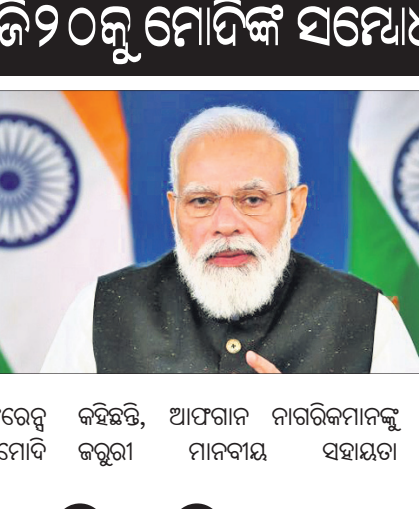 ଜି୨୦କୁ ମୋଦିଙ୍କ ସମ୍ବୋଧ
କହିଛନ୍ତି, ଆଫଗାନ ନାଗରିକମାନଙ୍କୁ
ମୋଦି ଜରୁରୀ ମାନବୀୟ ସହାୟତା